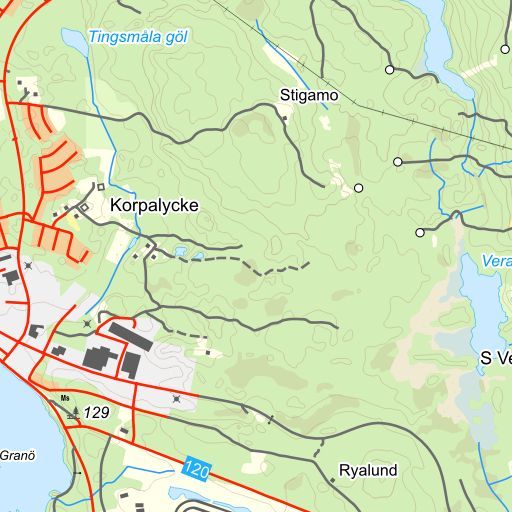 Tingsmåla göl
Stigamo
Korpalycke
Vera
S Ve
Ms
129
Granö
120
Ryalund